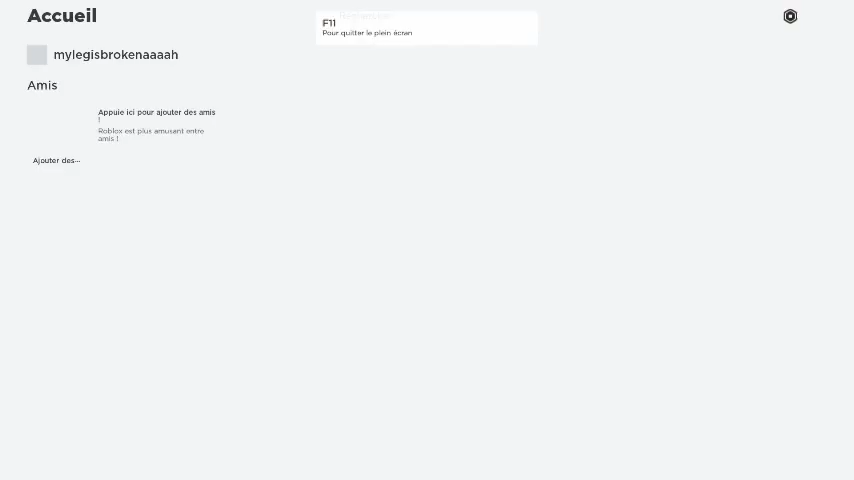 Accueil
F11
Pour quitter le plein écran
mylegisbrokenaaaah
Amis
Appuie ici pour ajouter des amis
!
Roblox est plus amusant entre
amis !
Ajouter des...